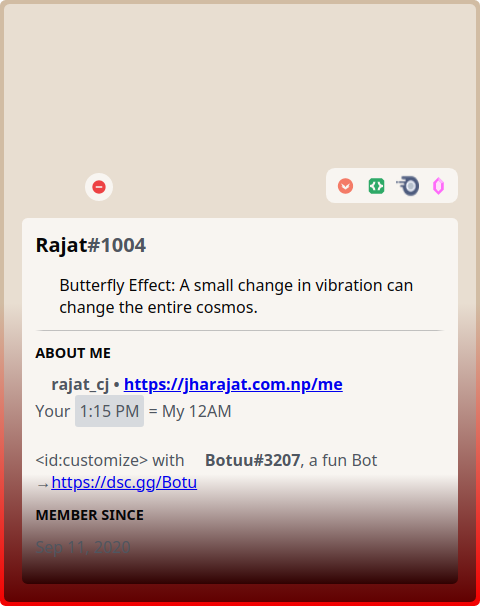 Rajat#1004
Butterfly Effect: A small change in vibration can
change the entire cosmos.
ABOUT ME
rajat_cj • https://jharajat.com.np/me
Your 1:15 PM = My 12AM
<id:customize> with Botuu#3207, a fun Bot
→https://dsc.gg/Botu
MEMBER SINCE
Sep 11, 2020